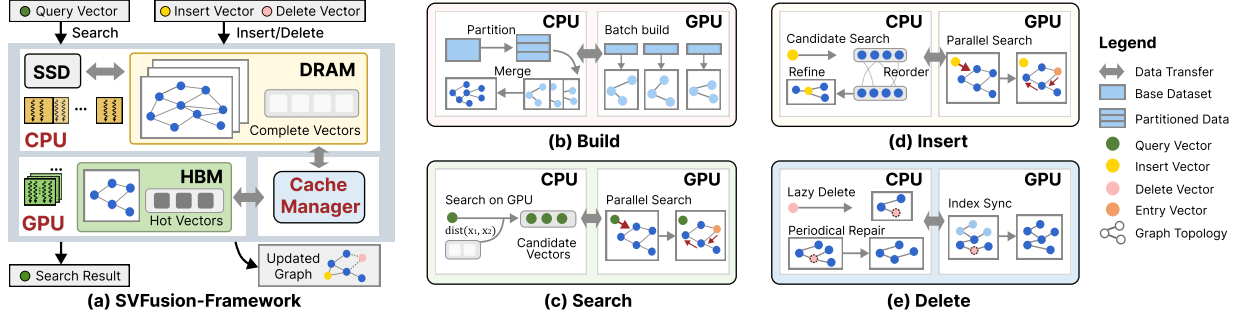 Query Vector
Insert Vector
Delete Vector
Search
Insert/Delete
SSD
DRAM
...
Complete Vectors
CPU
...
HBM
Hot Vectors
GPU
Cache
Manager
Search Result
Updated
Graph
(a) SVFusion-Framework
CPU
GPU
Partition
Batch build
Merge
(b) Build
CPU
GPU
Search on GPU
dist(x₁, x₂)
Candidate
Vectors
Parallel Search
(c) Search
CPU
GPU
Candidate Search
Parallel Search
Refine
Reorder
(d) Insert
CPU
GPU
Lazy Delete
Index Sync
Periodical Repair
(e) Delete
Legend
Data Transfer
Base Dataset
Partitioned Data
Query Vector
Insert Vector
Delete Vector
Entry Vector
Graph Topology